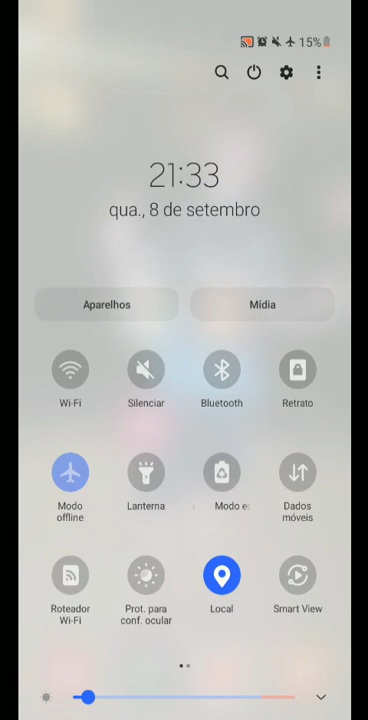 15%
21:33
qua., 8 de setembro
Aparelhos
Mídia
Wi-Fi
Silenciar
Bluetooth
Retrato
Modo
offline
Lanterna
Modo e
Dados
móveis
Roteador
Wi-Fi
Prot. para
conf. ocular
Local
Smart View